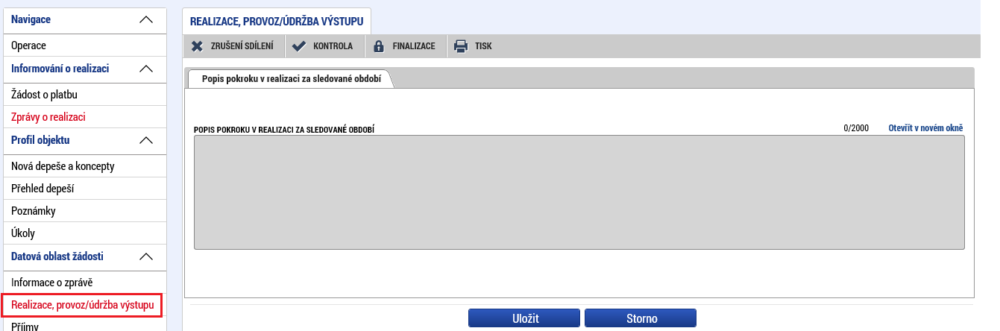 Navigace
Operace
Informování o realizaci
Žádost o platbu
Zprávy o realizaci
Profil objektu
Nová depeše a koncepty
Přehled depeší
Poznámky
Úkoly
Datová oblast žádosti
Informace o zprávě
Realizace, provoz/údržba výstupu
Příjmy
REALIZACE, PROVOZ/ÚDRŽBA VÝSTUPU
ZRUŠENÍ SDÍLENÍ KONTROLA FINALIZACE TISK
Popis pokroku v realizaci za sledované období
POPIS POKROKU V REALIZACI ZA SLEDOVANÉ OBDOBÍ 0/2000 Otevřít v novém okně
Uložit Storno